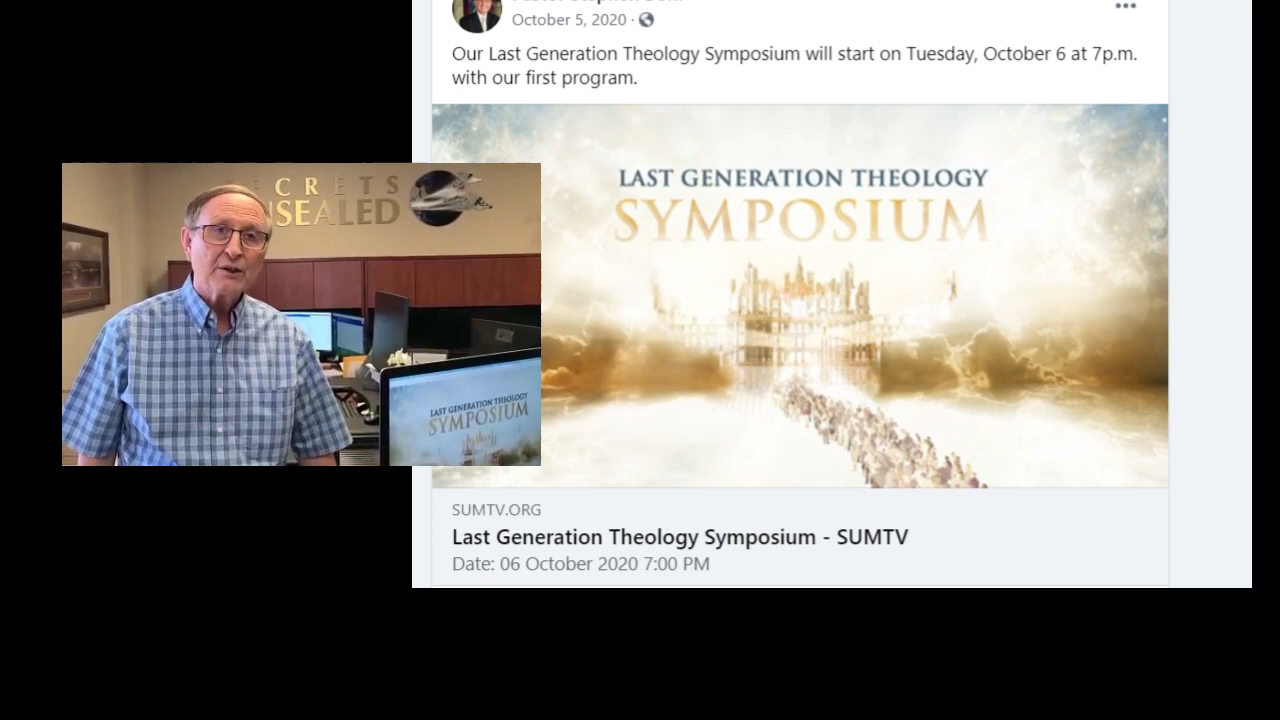 October 5, 2020 ·
Our Last Generation Theology Symposium will start on Tuesday, October 6 at 7p.m.
with our first program.
LAST GENERATION THEOLOGY
SYMPOSIUM
CRETS
SEALED
LAST GENERATION THEOLOGY
SYMPOSIUM
SUMTV.ORG
Last Generation Theology Symposium - SUMTV
Date: 06 October 2020 7:00 PM